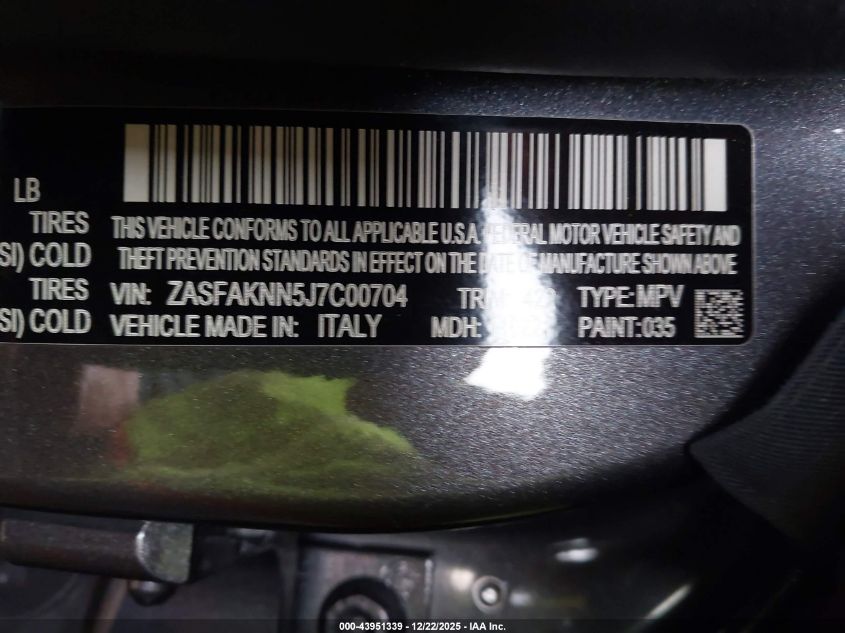 LB
TIRES
SI) COLD
TIRES
SI) COLD
THIS VEHICLE CONFORMS TO ALL APPLICABLE U.S.A. FEDERAL MOTOR VEHICLE SAFETY AND
THEFT PREVENTION STANDARDS IN EFFECT ON THE DATE OF MANUFACTURE SHOWN ABOVE
VIN: ZASFAKNN5J7C00704 TYPE:MPV
VEHICLE MADE IN: ITALY MDH: PAINT:035
000-43951339 - 12/22/2025 - IAA Inc.